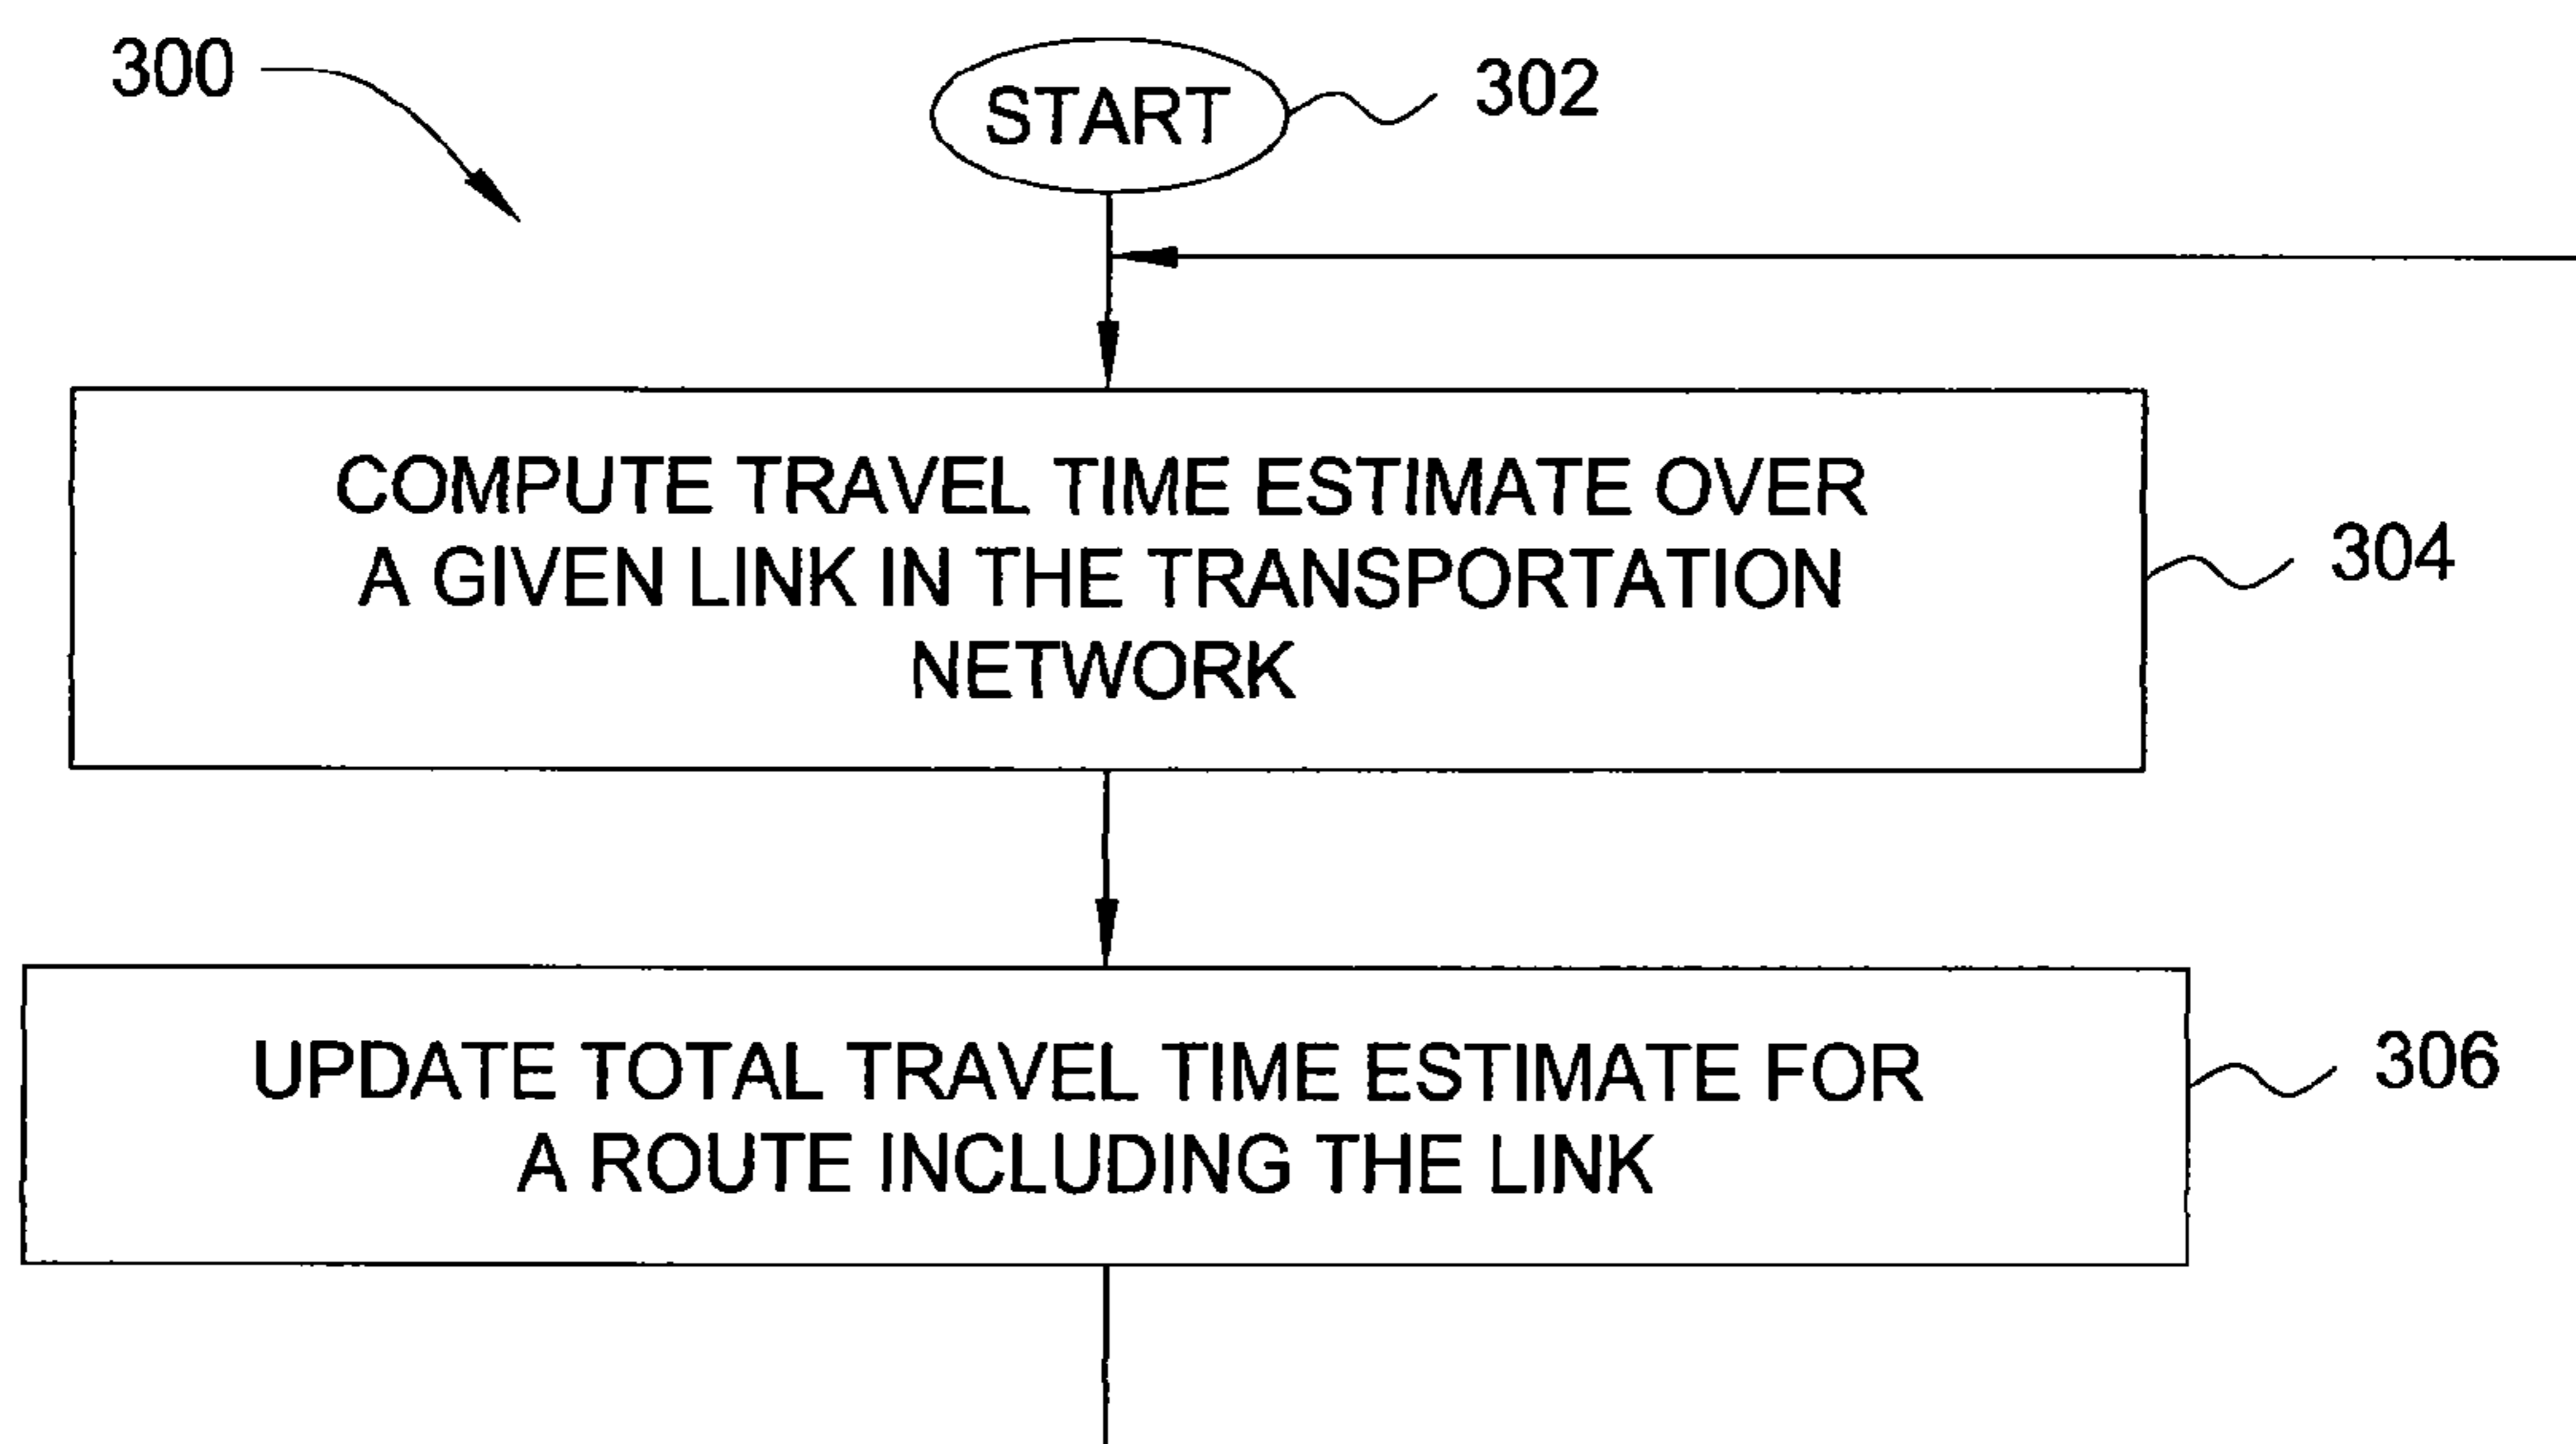 300
START
302
COMPUTE TRAVEL TIME ESTIMATE OVER
A GIVEN LINK IN THE TRANSPORTATION
NETWORK
304
UPDATE TOTAL TRAVEL TIME ESTIMATE FOR
A ROUTE INCLUDING THE LINK
306